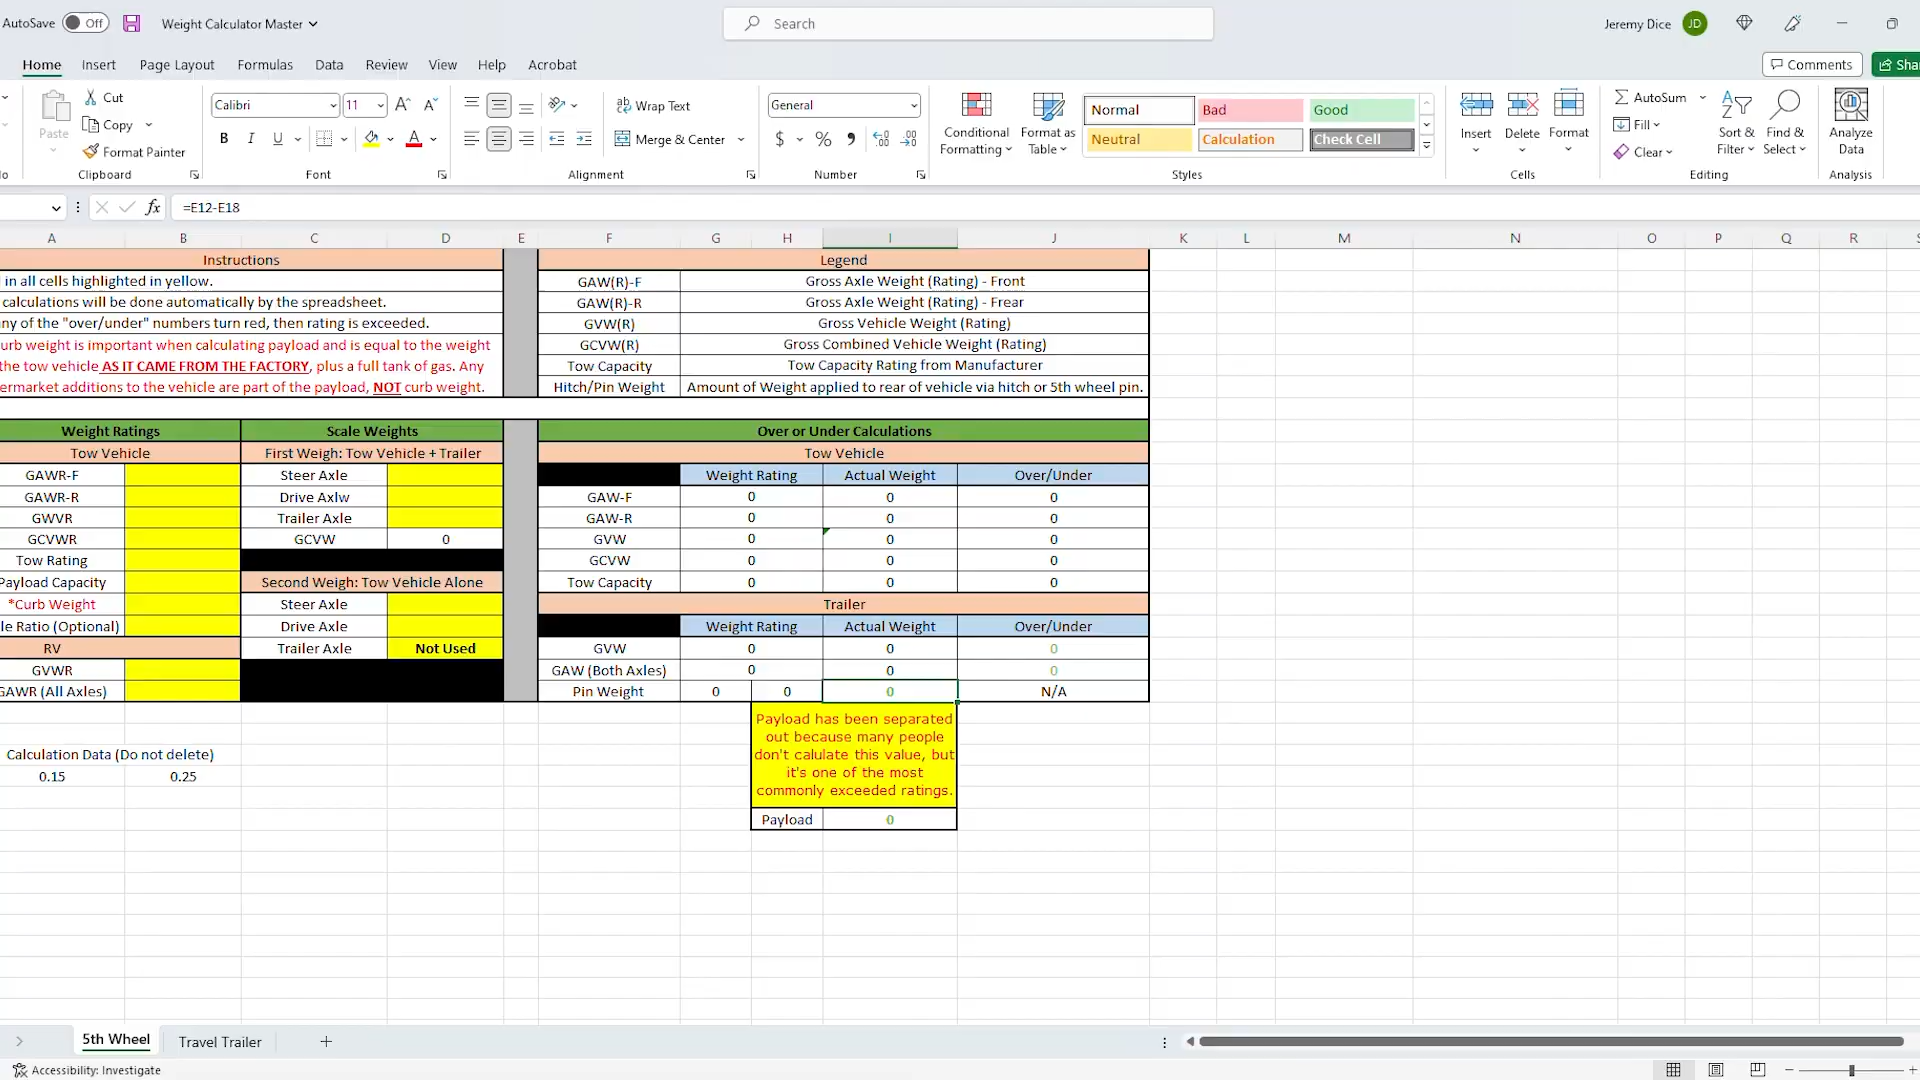 AutoSave Off Weight Calculator Master Search Jeremy Dice JD
Home Insert Page Layout Formulas Data Review View Help Acrobat Comments Sha
Paste Cut Copy Format Painter Clipboard
Calibri 11 B I U A Font
Wrap Text Merge & Center Alignment
General $ % Number
Conditional Formatting Format as Table Normal Bad Good Neutral Calculation Check Cell Styles
Insert Delete Format Cells
AutoSum Fill Clear Sort & Filter Find & Select Editing
Analyze Data Analysis
fx =E12-E18
A B C D E F G H I J K L M N O P Q R S
Instructions
in all cells highlighted in yellow.
calculations will be done automatically by the spreadsheet.
ny of the "over/under" numbers turn red, then rating is exceeded.
urb weight is important when calculating payload and is equal to the weight
the tow vehicle AS IT CAME FROM THE FACTORY, plus a full tank of gas. Any
ermarket additions to the vehicle are part of the payload, NOT curb weight.
Legend
GAW(R)-F Gross Axle Weight (Rating) - Front
GAW(R)-R Gross Axle Weight (Rating) - Frear
GVW(R) Gross Vehicle Weight (Rating)
GCVW(R) Gross Combined Vehicle Weight (Rating)
Tow Capacity Tow Capacity Rating from Manufacturer
Hitch/Pin Weight Amount of Weight applied to rear of vehicle via hitch or 5th wheel pin.
Weight Ratings
Tow Vehicle
GAWR-F
GAWR-R
GWVR
GCVWR
Tow Rating
Payload Capacity
*Curb Weight
le Ratio (Optional)
RV
GVWR
GAWR (All Axles)
Scale Weights
First Weigh: Tow Vehicle + Trailer
Steer Axle
Drive Axlw
Trailer Axle
GCVW 0
Second Weigh: Tow Vehicle Alone
Steer Axle
Drive Axle
Trailer Axle Not Used
Over or Under Calculations
Tow Vehicle
Weight Rating Actual Weight Over/Under
GAW-F 0 0 0
GAW-R 0 0 0
GVW 0 0 0
GCVW 0 0 0
Tow Capacity 0 0 0
Trailer
Weight Rating Actual Weight Over/Under
GVW 0 0 0
GAW (Both Axles) 0 0 0
Pin Weight 0 0 0 N/A
Payload has been separated
out because many people
don't calulate this value, but
it's one of the most
commonly exceeded ratings.
Payload 0
Calculation Data (Do not delete)
0.15 0.25
5th Wheel Travel Trailer
Accessibility: Investigate